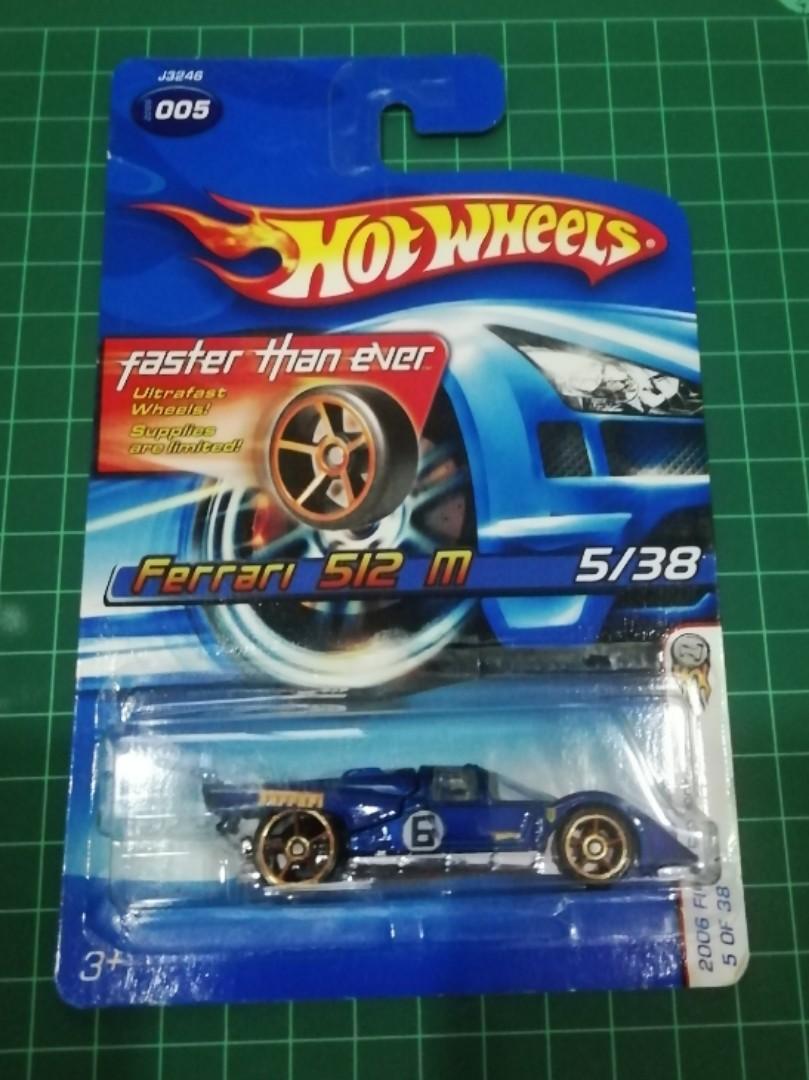 J3246
005
HOT WHEELS
faster than ever
Ultrafast
Wheels!
Supplies
are limited!
Ferrari 512 M
5/38
FERRARI
6
3+
2006
5 OF 38